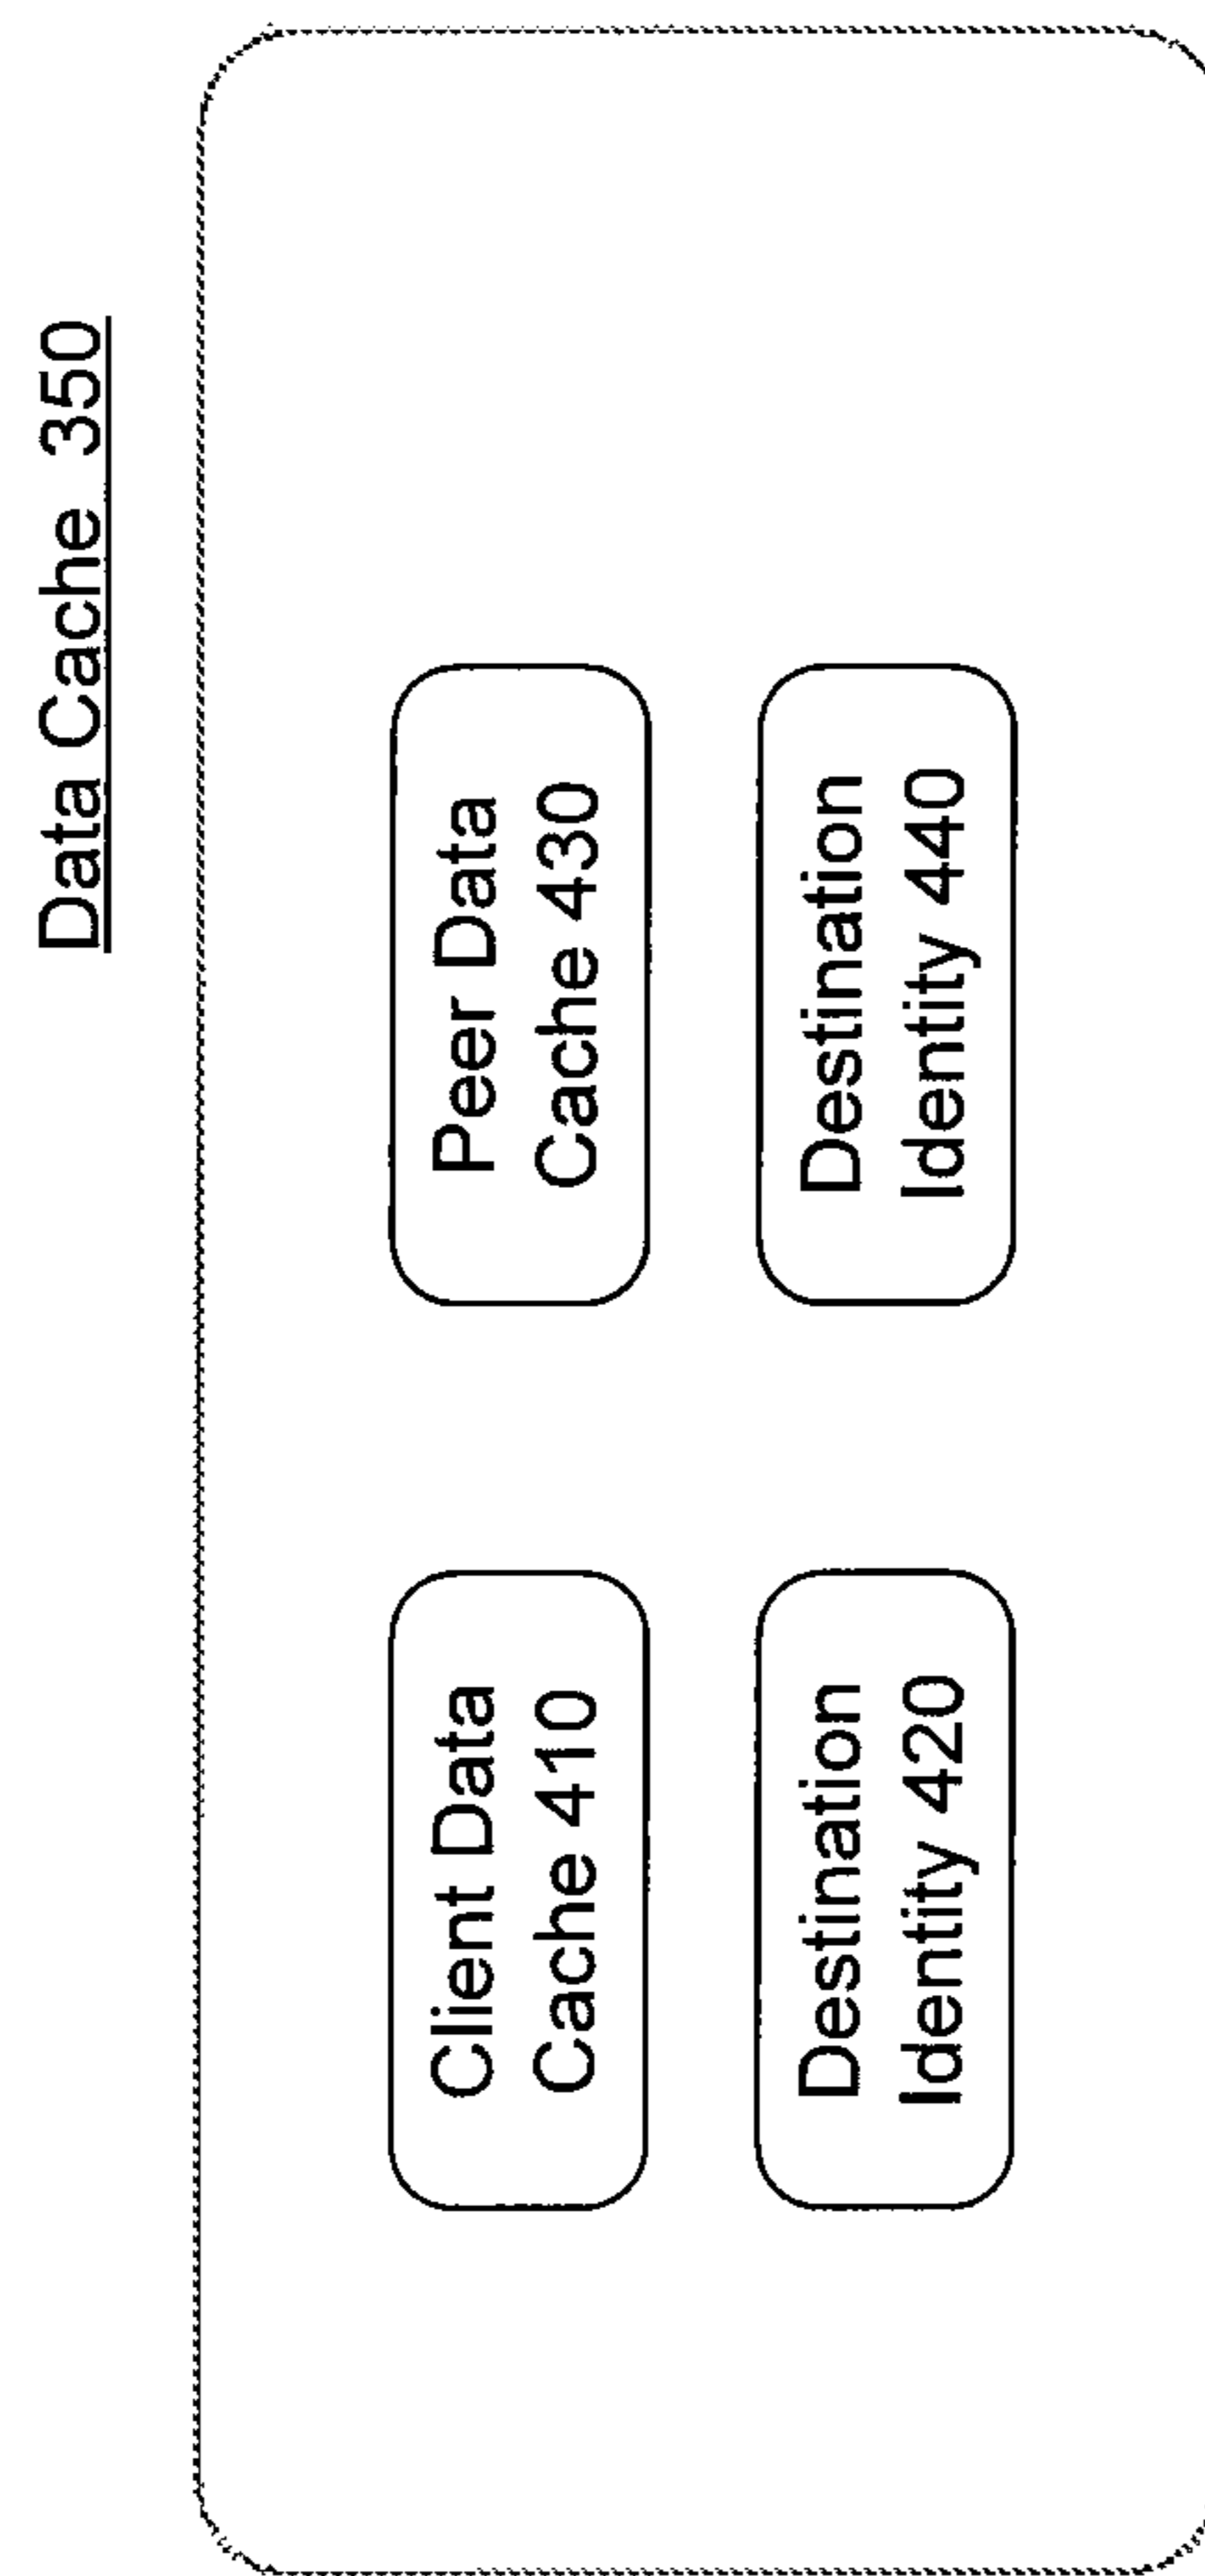 Data Cache 350
Client Data
Cache 410
Peer Data
Cache 430
Destination
Identity 420
Destination
Identity 440